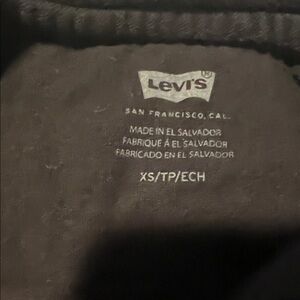 Levi's ®
SAN FRANCISCO, CAL.
MADE IN EL SALVADOR
FABRIQUÉ À EL SALVADOR
FABRICADO EN EL SALVADOR
XS/TP/ECH